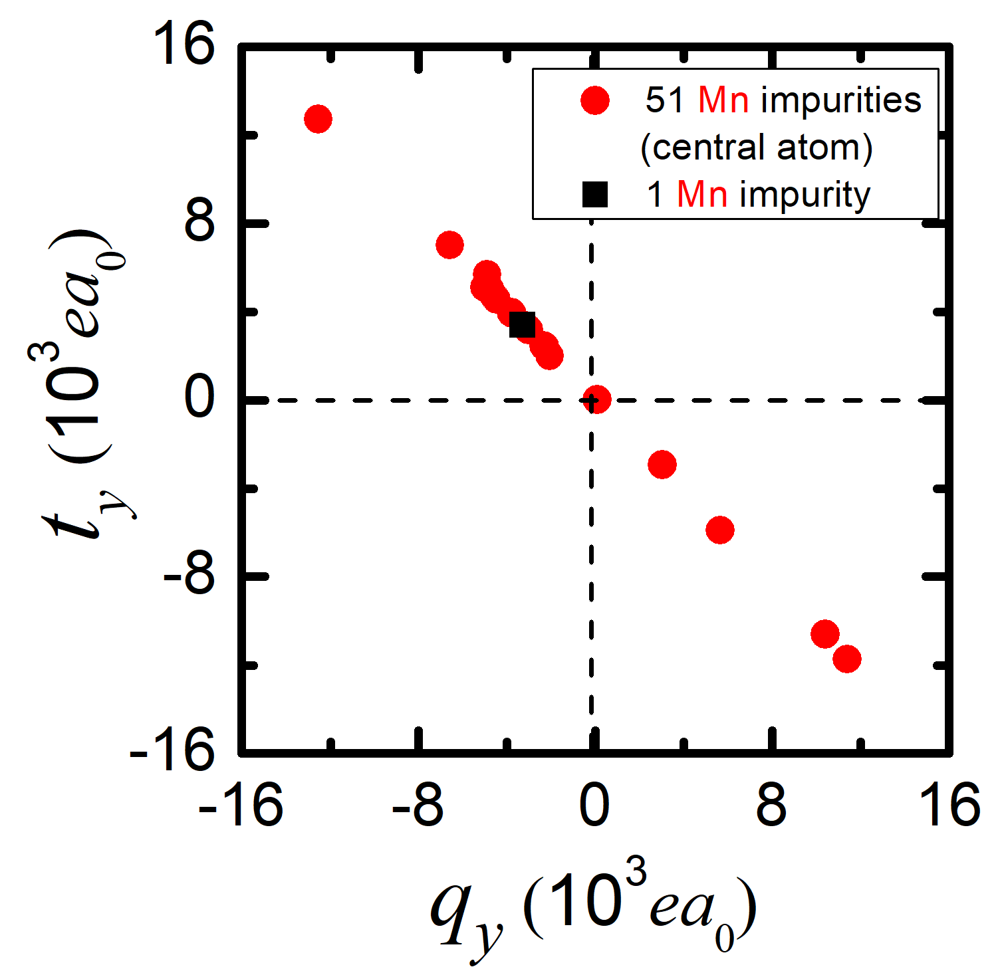 16
8
0
-8
-16
t_y (10^3 ea_0)
51 Mn impurities
(central atom)
1 Mn impurity
-16 -8 0 8 16
q_y (10^3 ea_0)